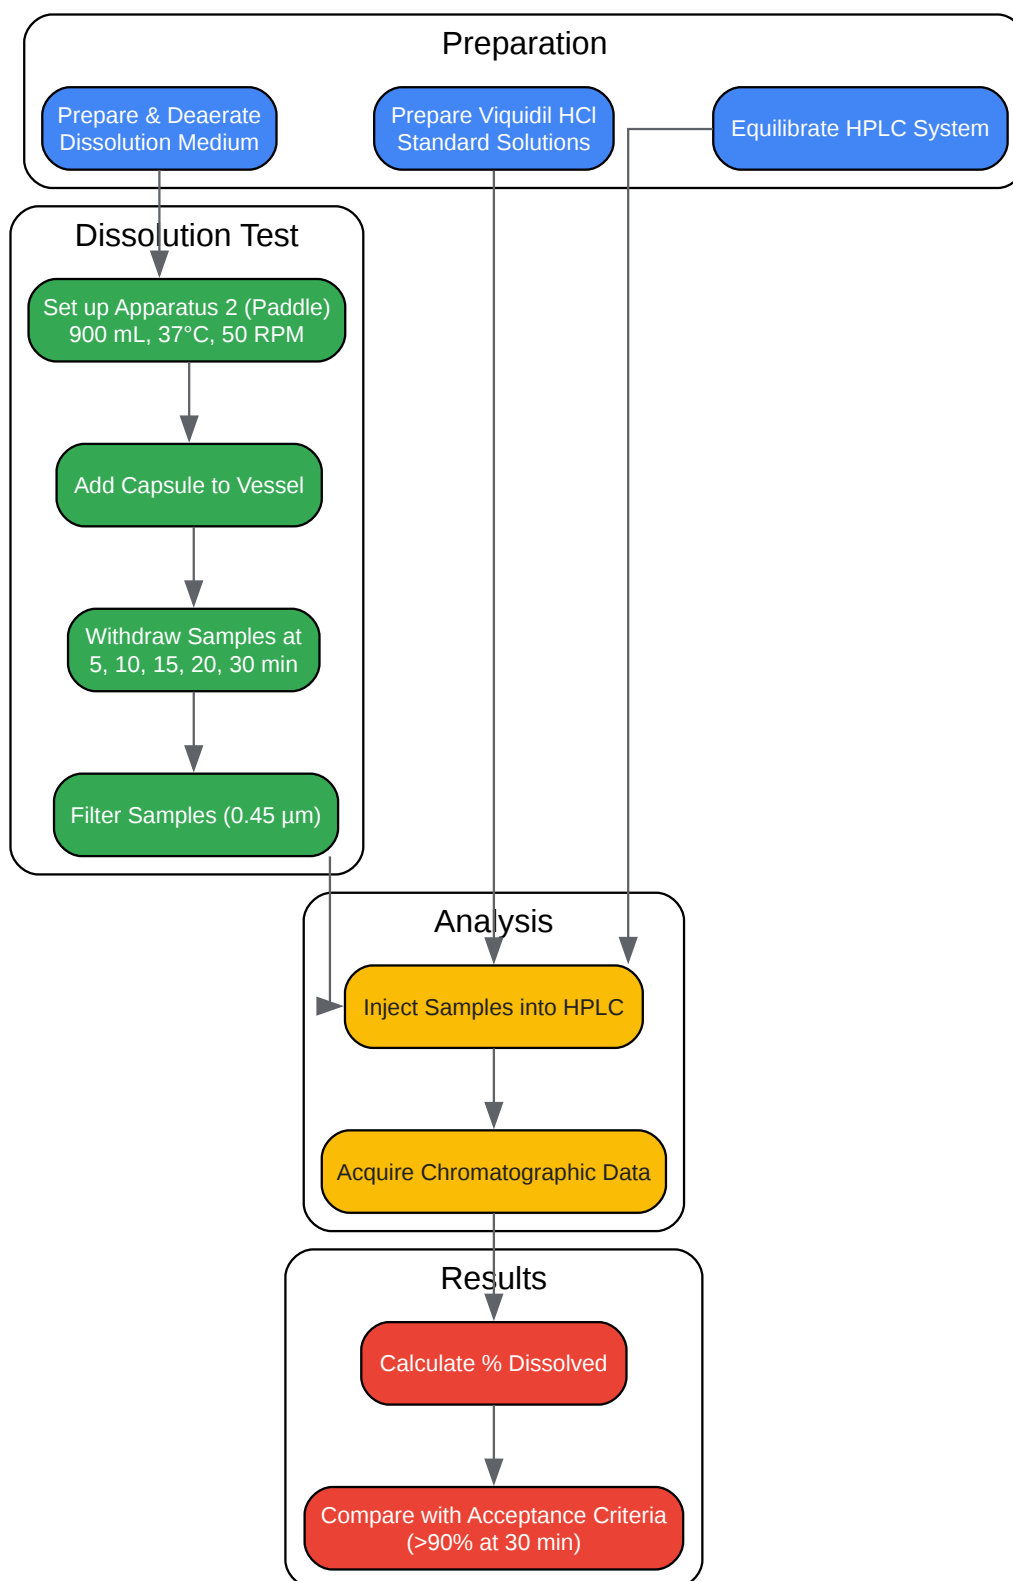 Preparation
Prepare & Deaerate
Dissolution Medium
Prepare Viquidil HCl
Standard Solutions
Equilibrate HPLC System
Dissolution Test
Set up Apparatus 2 (Paddle)
900 mL, 37°C, 50 RPM
Add Capsule to Vessel
Withdraw Samples at
5, 10, 15, 20, 30 min
Filter Samples (0.45 µm)
Analysis
Inject Samples into HPLC
Acquire Chromatographic Data
Results
Calculate % Dissolved
Compare with Acceptance Criteria
(>90% at 30 min)